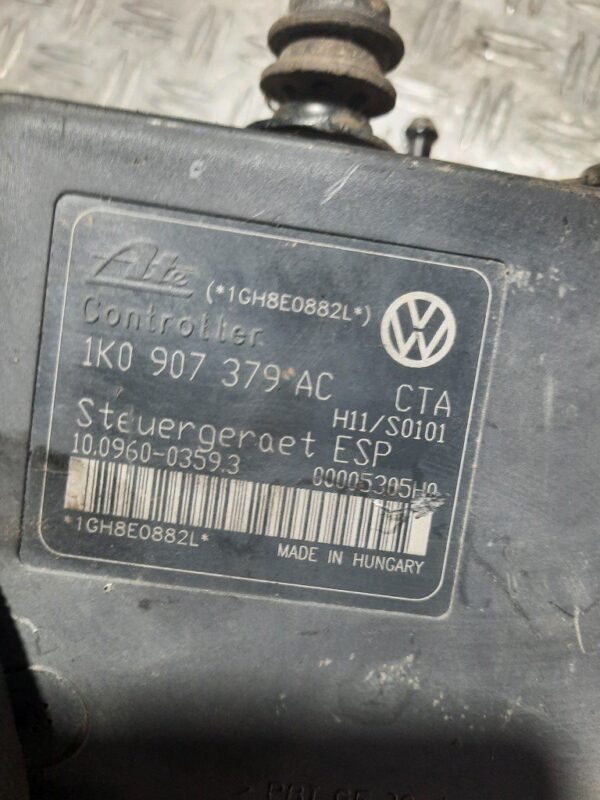 Ate (*1GH8E0882L*)
Controller
1K0 907 379 AC CTA
H11/S0101
Steuergeraet ESP
10.0960-0359.3 00005305H0
*1GH8E0882L*
MADE IN HUNGARY